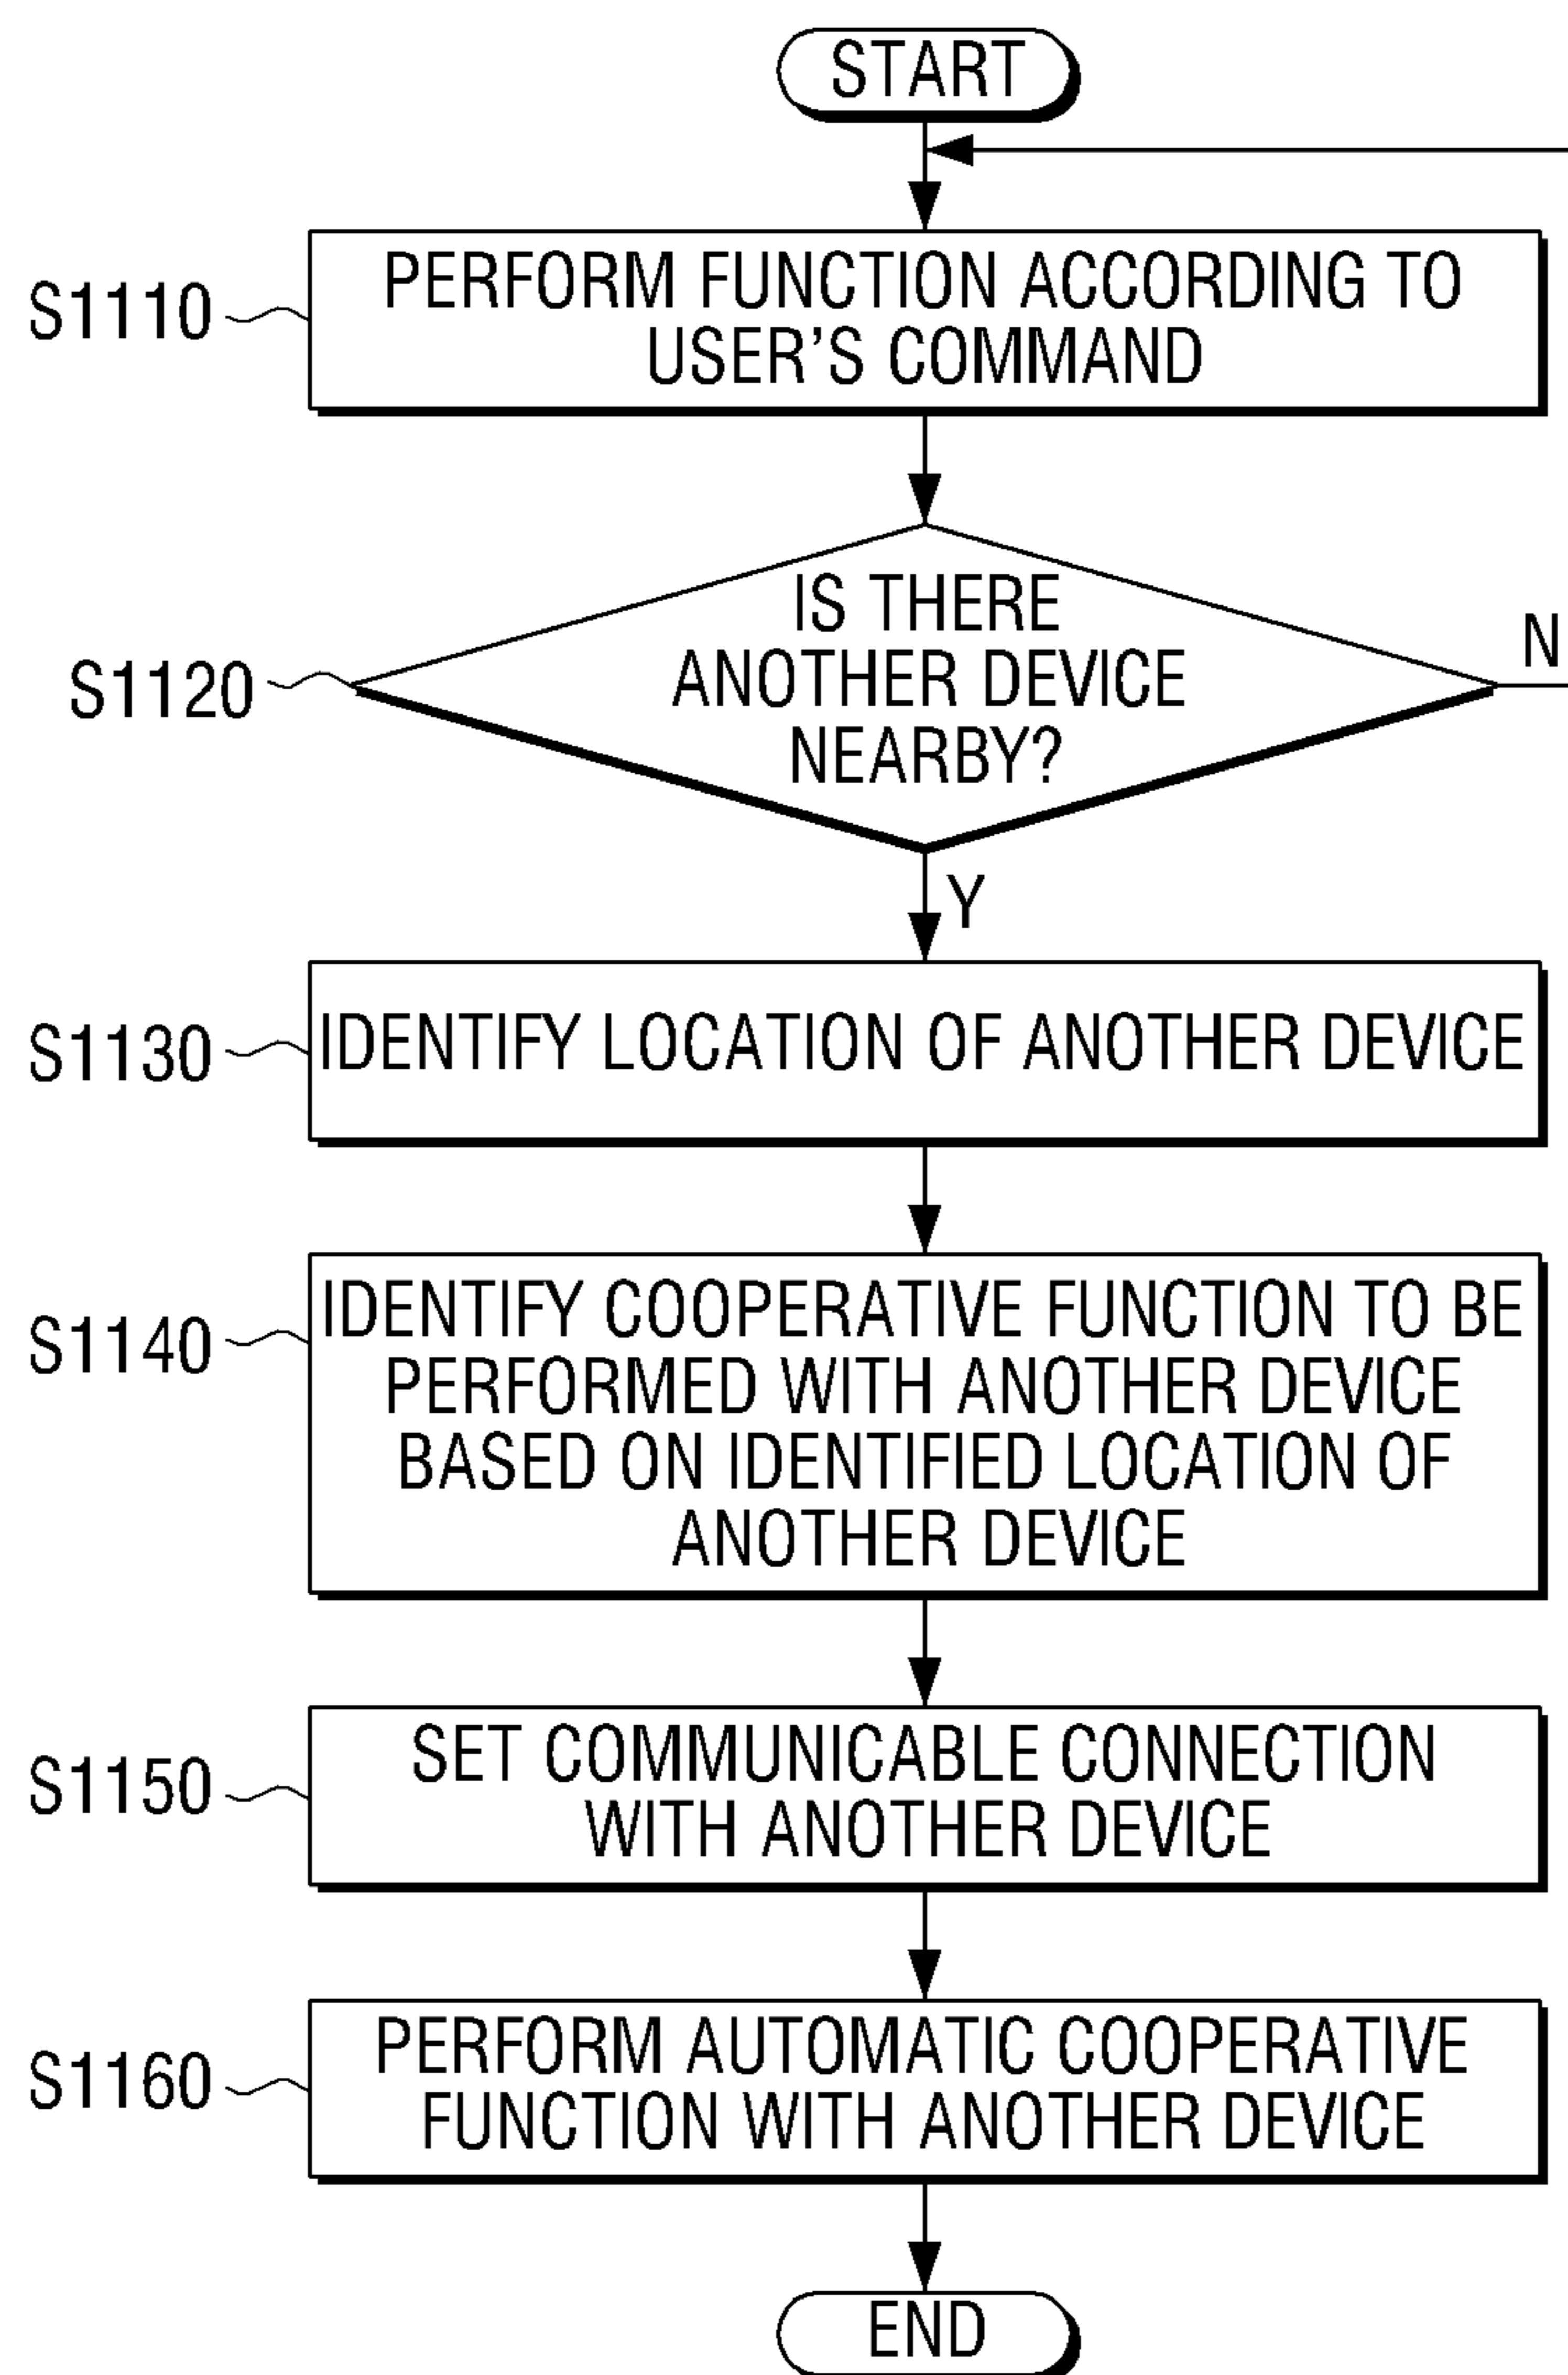 START
S1110
PERFORM FUNCTION ACCORDING TO
USER'S COMMAND
S1120
IS THERE
ANOTHER DEVICE
NEARBY?
N
Y
S1130
IDENTIFY LOCATION OF ANOTHER DEVICE
S1140
IDENTIFY COOPERATIVE FUNCTION TO BE
PERFORMED WITH ANOTHER DEVICE
BASED ON IDENTIFIED LOCATION OF
ANOTHER DEVICE
S1150
SET COMMUNICABLE CONNECTION
WITH ANOTHER DEVICE
S1160
PERFORM AUTOMATIC COOPERATIVE
FUNCTION WITH ANOTHER DEVICE
END